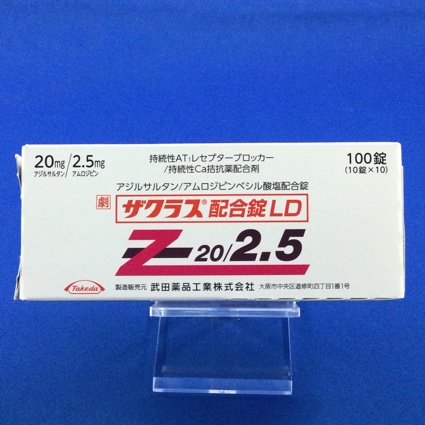 20mg/2.5mg
アジルサルタン/アムロジピン
持続性AT₁レセプターブロッカー
/持続性Ca拮抗薬配合剤
100錠
(10錠×10)
アジルサルタン/アムロジピンベシル酸塩配合錠
劇 ザクラス®配合錠LD
Z 20/2.5
Takeda 製造販売元 武田薬品工業株式会社 大阪市中央区道修町四丁目1番1号